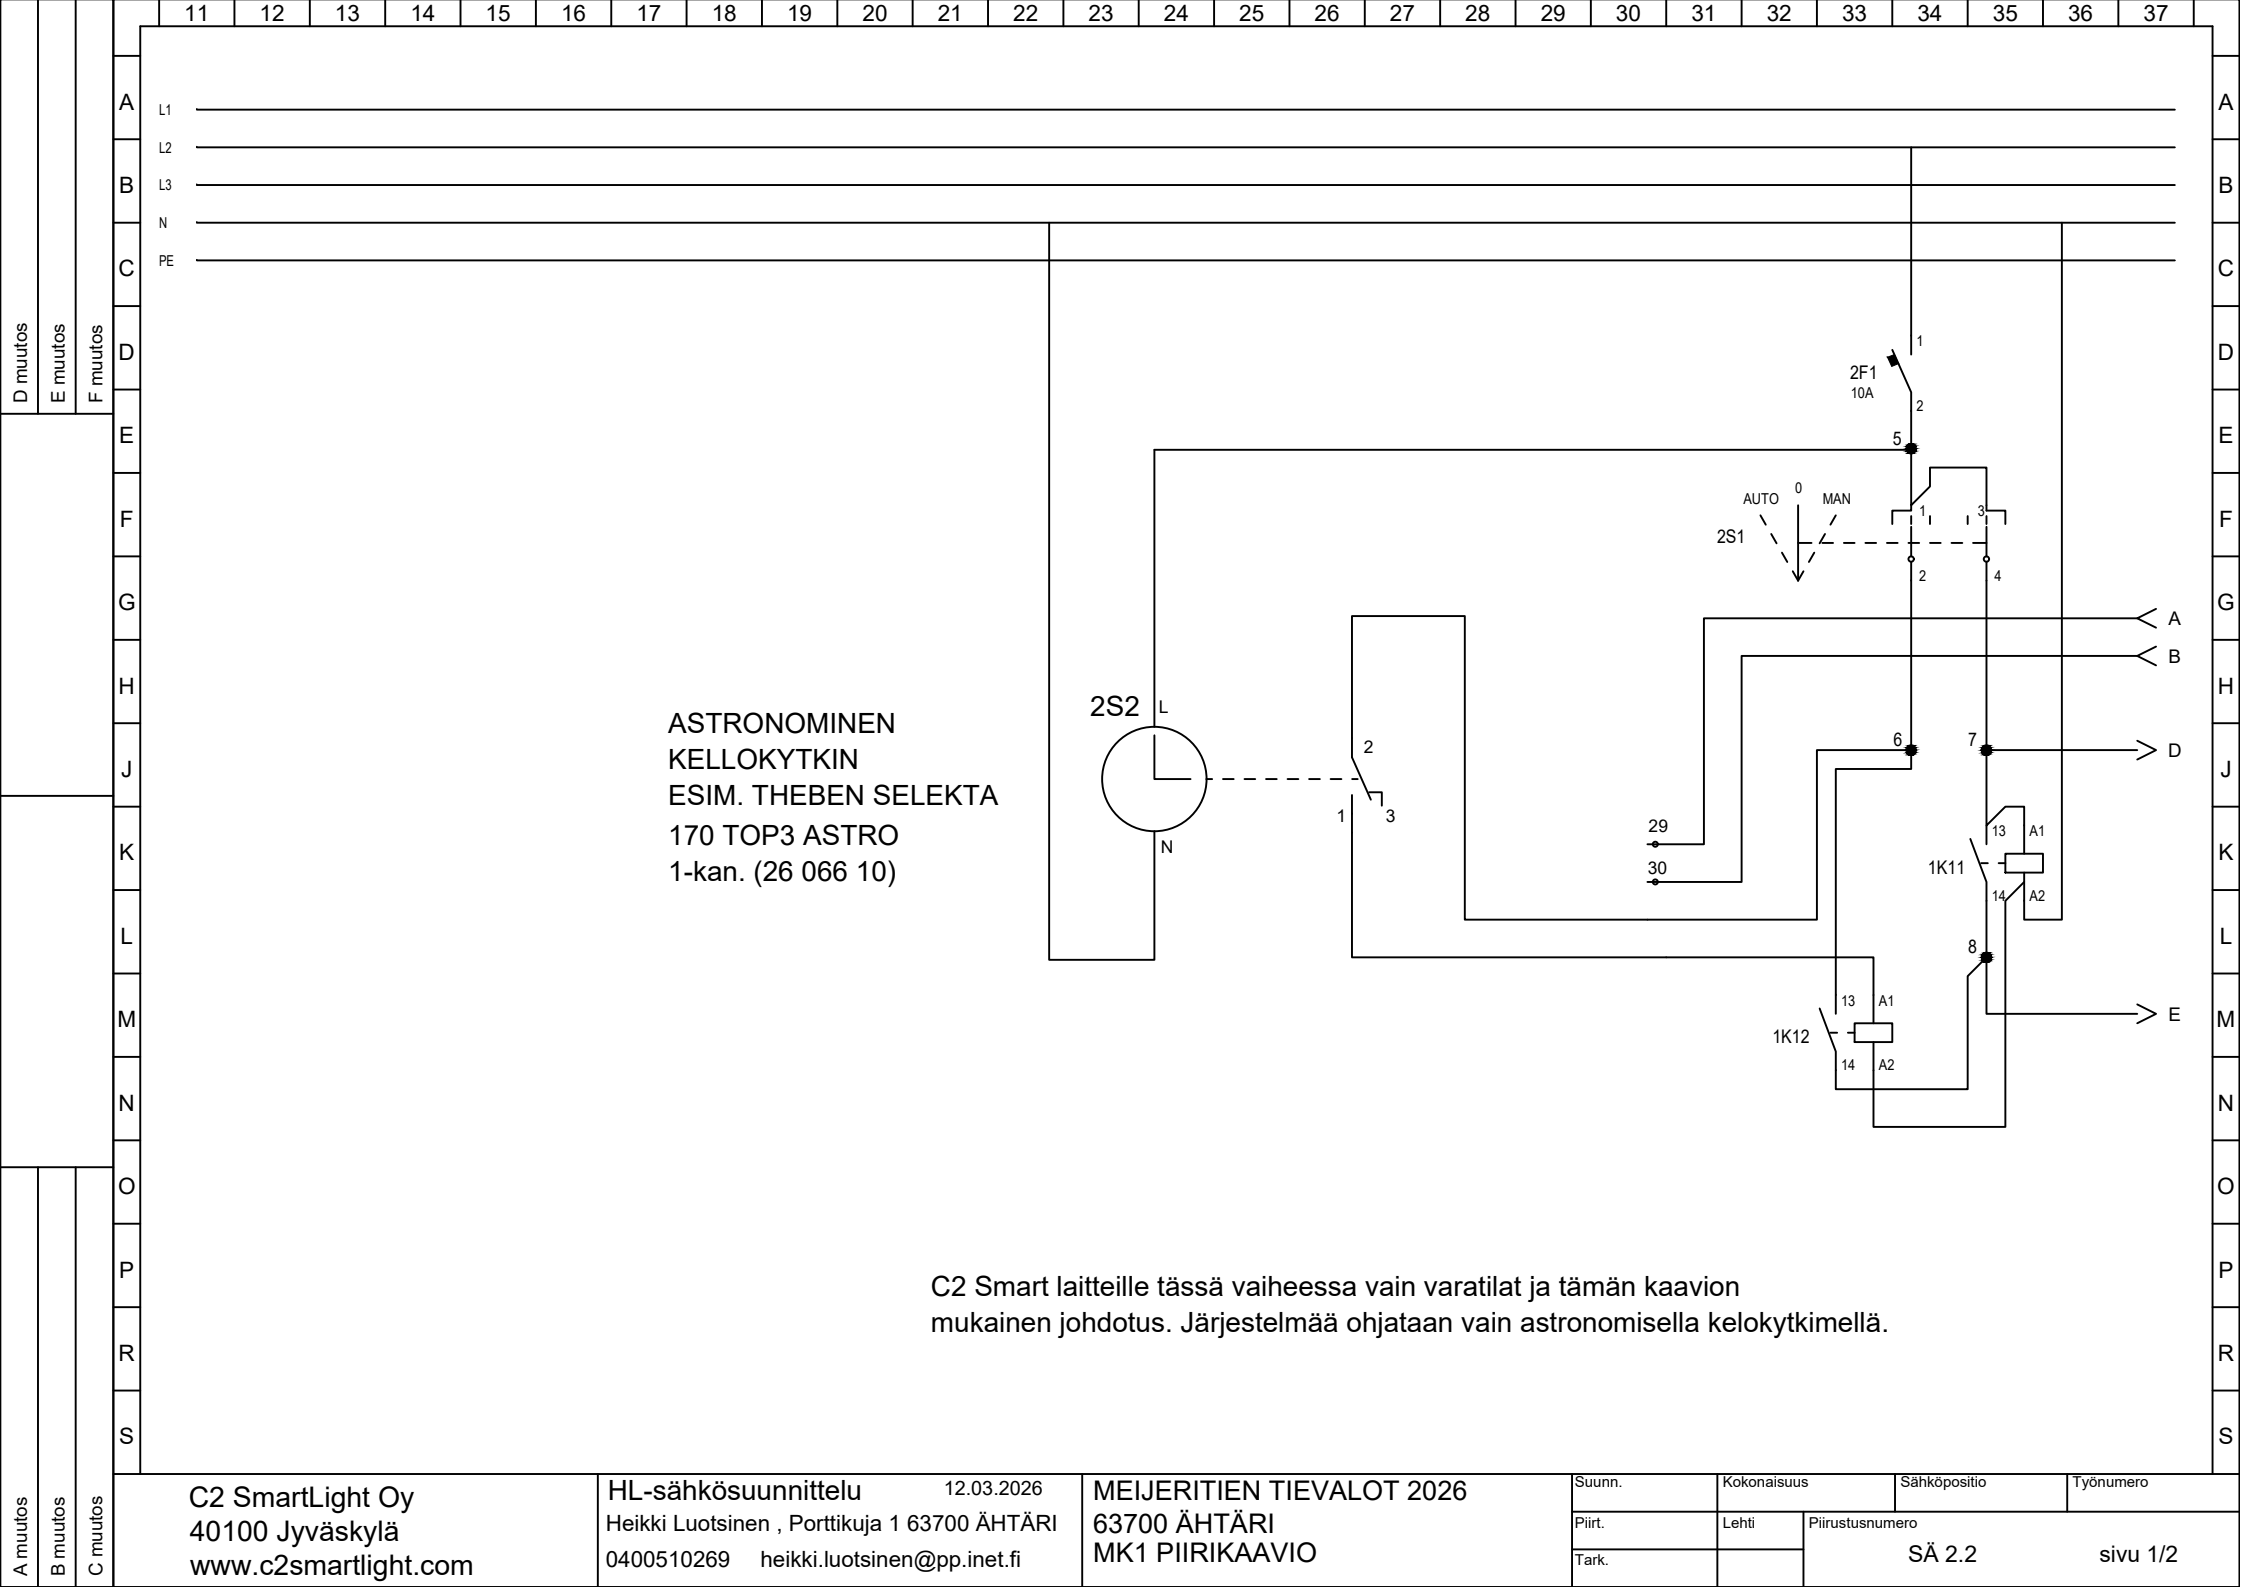 11 12 13 14 15 16 17 18 19 20 21 22 23 24 25 26 27 28 29 30 31 32 33 34 35 36 37
A L1 A
L2
B L3 B
N
C PE C
D muutos
E muutos
F muutos
D D
1
2F1
10A
2
E 5 E
AUTO 0 MAN
F 1 3 F
2S1
2 4
G G
A
B
H H
2S2 L
ASTRONOMINEN
KELLOKYTKIN
ESIM. THEBEN SELEKTA
170 TOP3 ASTRO
1-kan. (26 066 10)
2 6 7 D
J J
1 3
29
13 A1
K N K
30
1K11
14 A2
L 8 L
13 A1
M E M
1K12
14 A2
N N
O O
P P
C2 Smart laitteille tässä vaiheessa vain varatilat ja tämän kaavion
mukainen johdotus. Järjestelmää ohjataan vain astronomisella kelokytkimellä.
R R
S S
A muutos
B muutos
C muutos
C2 SmartLight Oy
40100 Jyväskylä
www.c2smartlight.com
HL-sähkösuunnittelu 12.03.2026
Heikki Luotsinen , Porttikuja 1 63700 ÄHTÄRI
0400510269 heikki.luotsinen@pp.inet.fi
MEIJERITIEN TIEVALOT 2026
63700 ÄHTÄRI
MK1 PIIRIKAAVIO
Suunn. Kokonaisuus Sähköpositio Työnumero
Piirt. Lehti Piirustusnumero
Tark. SÄ 2.2 sivu 1/2